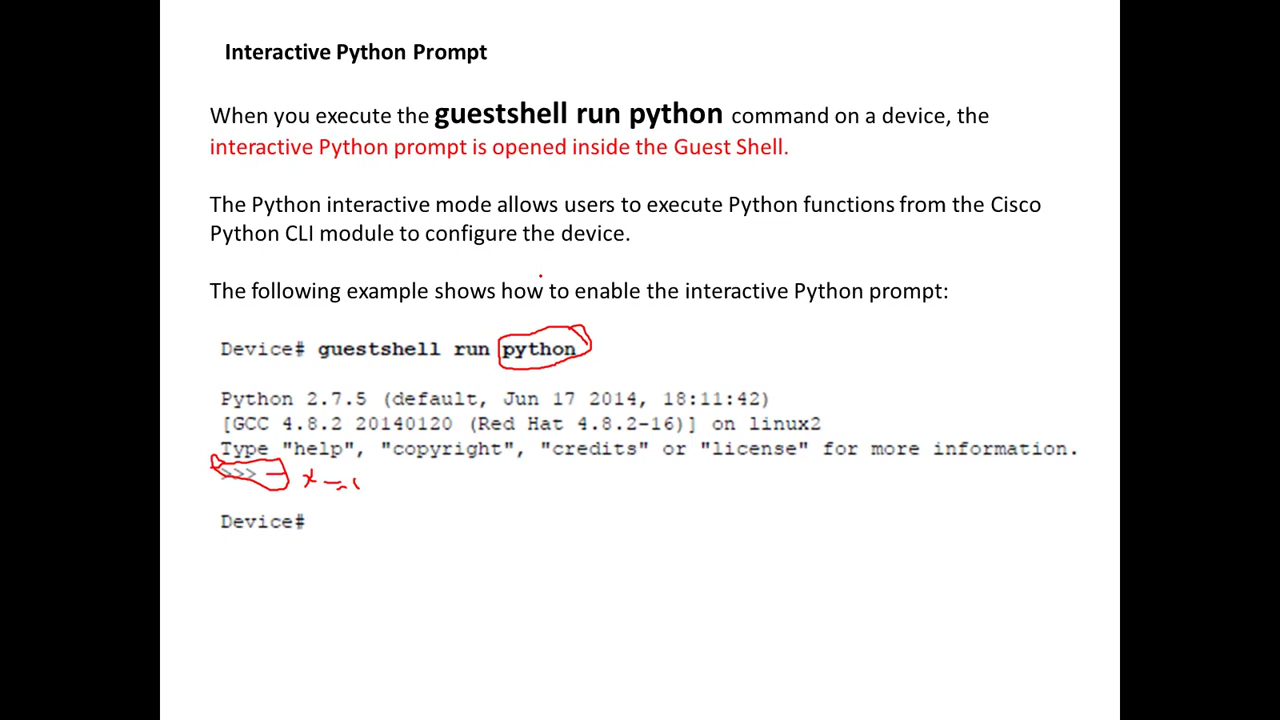 Interactive Python Prompt
When you execute the guestshell run python command on a device, the
interactive Python prompt is opened inside the Guest Shell.
The Python interactive mode allows users to execute Python functions from the Cisco
Python CLI module to configure the device.
The following example shows how to enable the interactive Python prompt:
Device# guestshell run python
Python 2.7.5 (default, Jun 17 2014, 18:11:42)
[GCC 4.8.2 20140120 (Red Hat 4.8.2-16)] on linux2
Type "help", "copyright", "credits" or "license" for more information.
>>>
Device#